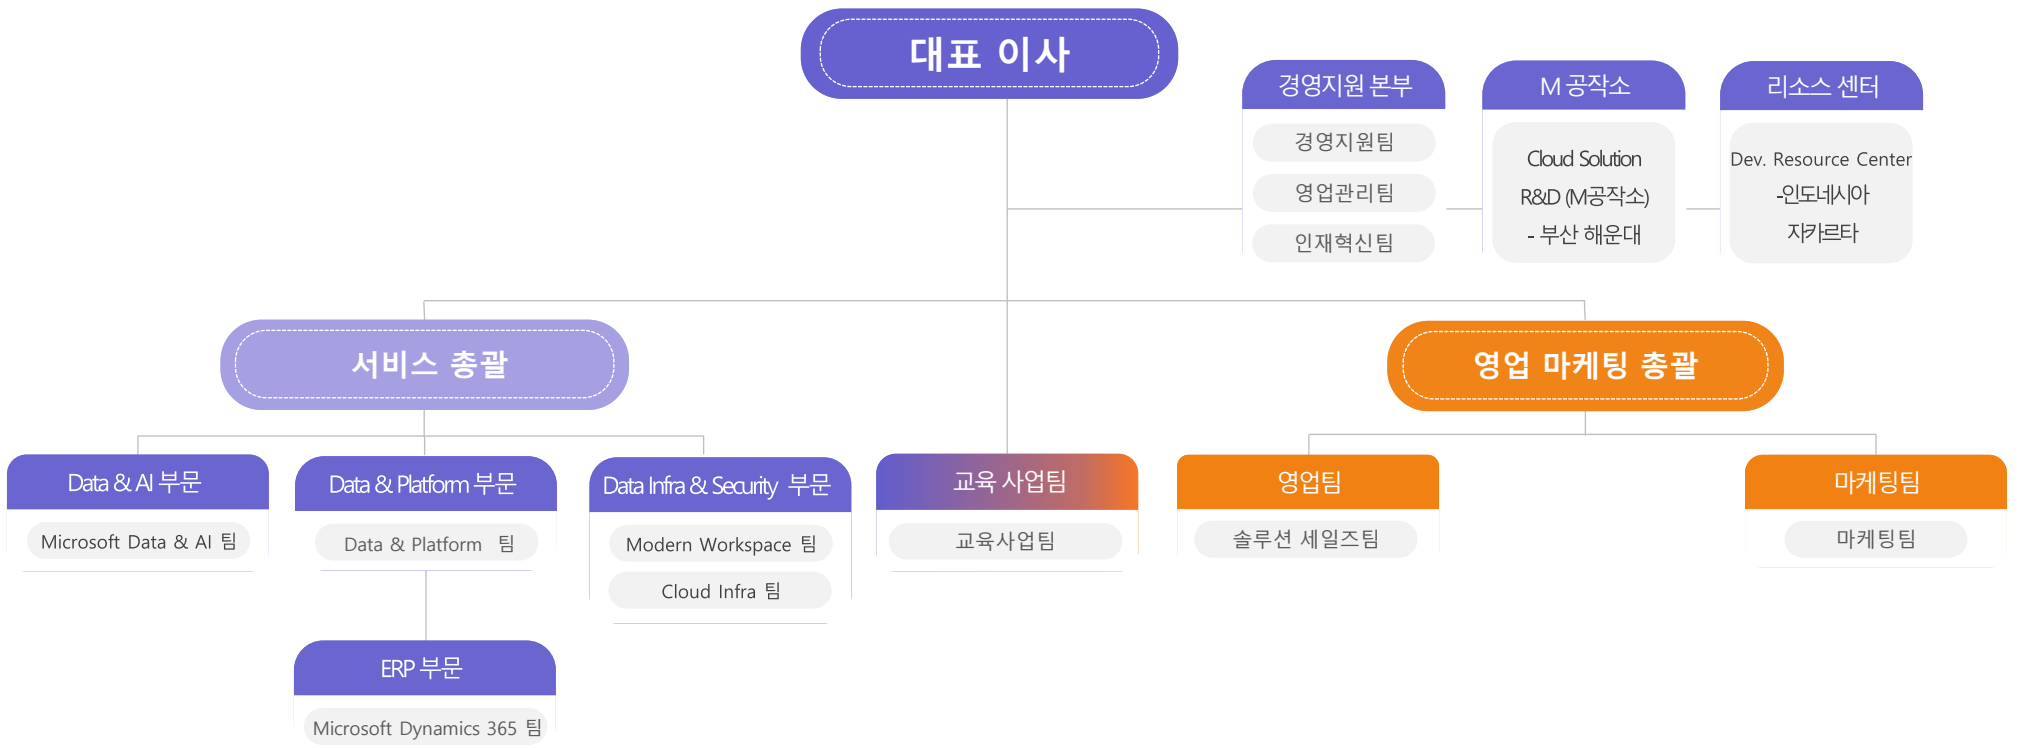 대표 이사
경영지원 본부
경영지원팀
영업관리팀
인재혁신팀
M 공작소
Cloud Solution
R&D (M공작소)
- 부산 해운대
리소스 센터
Dev. Resource Center
-인도네시아
자카르타
서비스 총괄
영업 마케팅 총괄
Data & AI 부문
Microsoft Data & AI 팀
Data & Platform 부문
Data & Platform 팀
Data Infra & Security 부문
Modern Workspace 팀
Cloud Infra 팀
교육 사업팀
교육사업팀
영업팀
솔루션 세일즈팀
마케팅팀
마케팅팀
ERP 부문
Microsoft Dynamics 365 팀